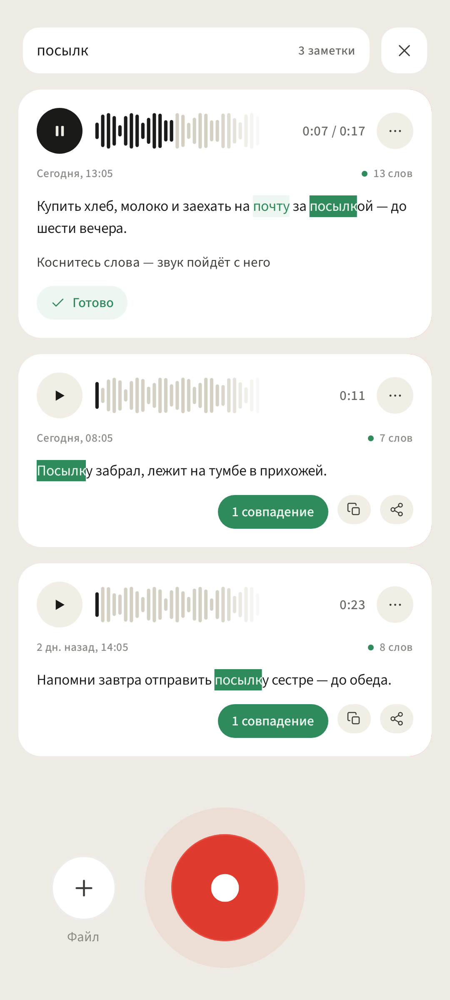 посылк
3 заметки
0:07 / 0:17
Сегодня, 13:05
13 слов
Купить хлеб, молоко и заехать на почту за посылкой — до
шести вечера.
Коснитесь слова — звук пойдёт с него
Готово
0:11
Сегодня, 08:05
7 слов
Посылку забрал, лежит на тумбе в прихожей.
1 совпадение
0:23
2 дн. назад, 14:05
8 слов
Напомни завтра отправить посылку сестре — до обеда.
1 совпадение
Файл